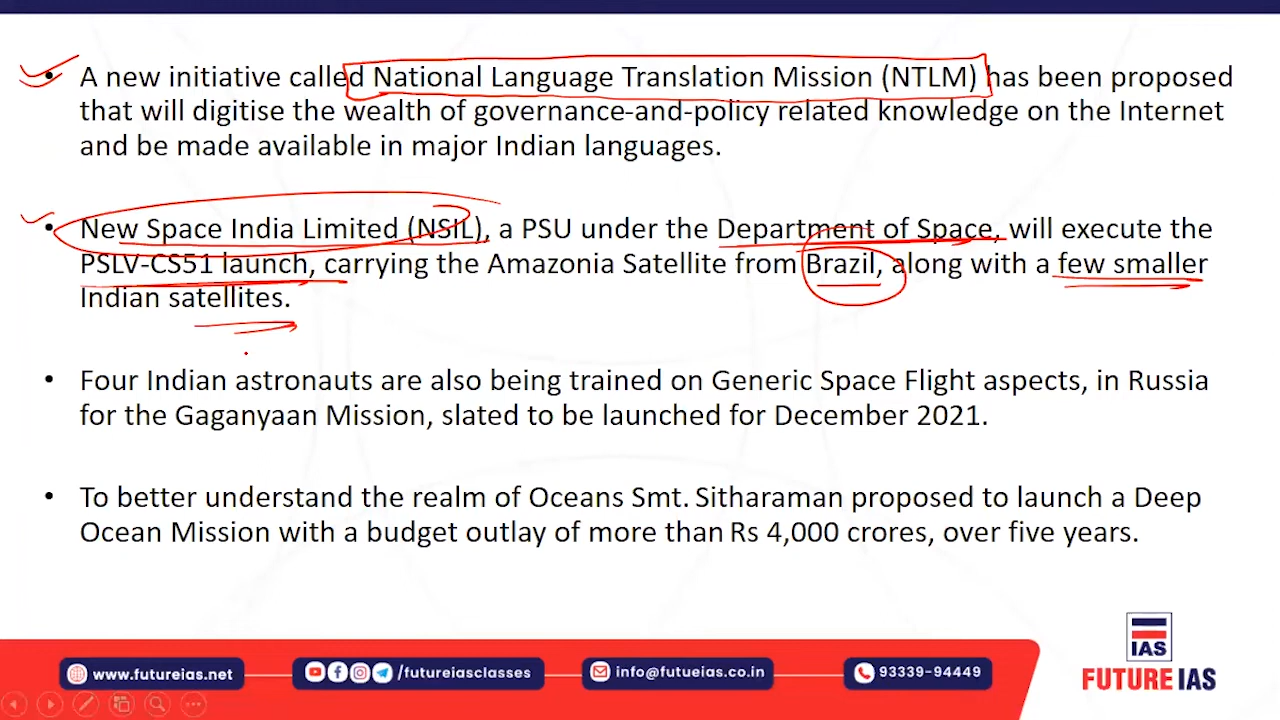 • A new initiative called National Language Translation Mission (NTLM) has been proposed
that will digitise the wealth of governance-and-policy related knowledge on the Internet
and be made available in major Indian languages.
• New Space India Limited (NSIL), a PSU under the Department of Space, will execute the
PSLV-CS51 launch, carrying the Amazonia Satellite from Brazil, along with a few smaller
Indian satellites.
• Four Indian astronauts are also being trained on Generic Space Flight aspects, in Russia
for the Gaganyaan Mission, slated to be launched for December 2021.
• To better understand the realm of Oceans Smt. Sitharaman proposed to launch a Deep
Ocean Mission with a budget outlay of more than Rs 4,000 crores, over five years.
IAS
FUTURE IAS
www.futureias.net
/futureiasclasses
info@futueias.co.in
93339-94449